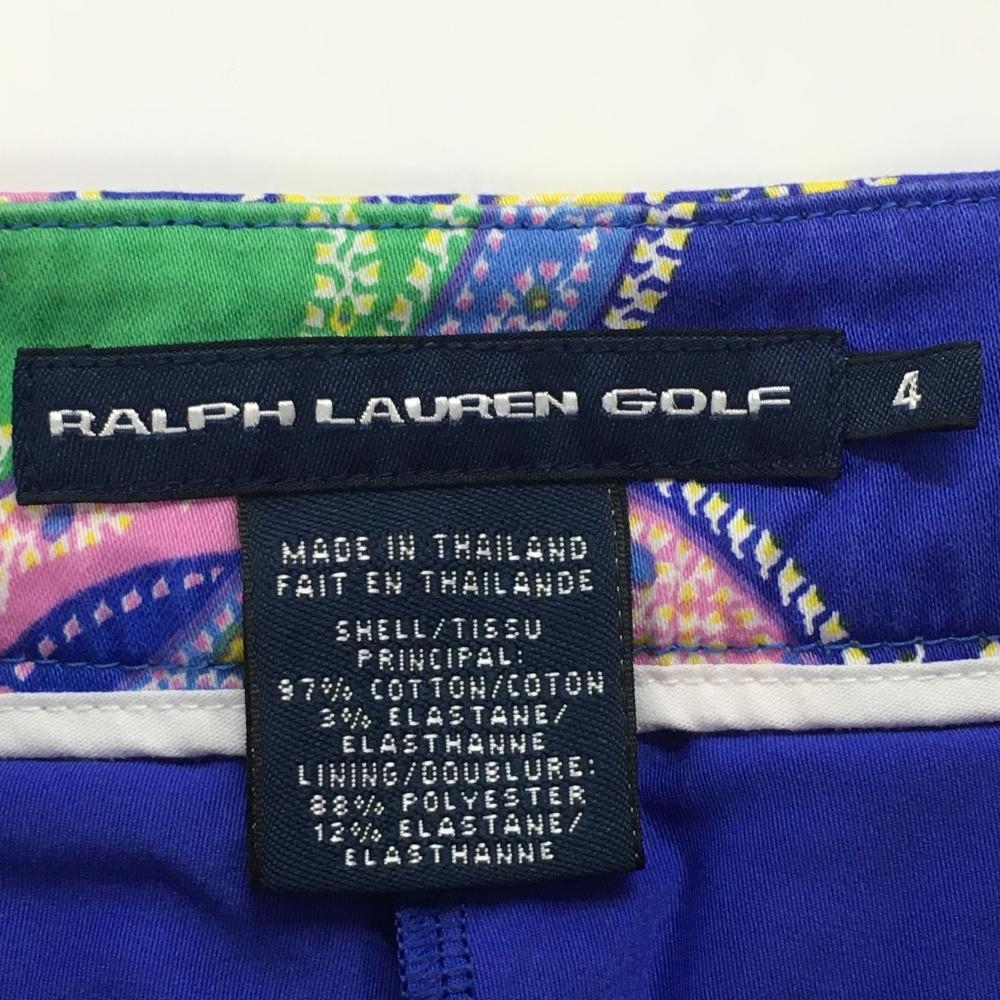 RALPH LAUREN GOLF
4
MADE IN THAILAND
FAIT EN THAILANDE
SHELL/TISSU
PRINCIPAL:
97% COTTON/COTON
3% ELASTANE/
ELASTHANNE
LINING/DOUBLURE:
88% POLYESTER
12% ELASTANE/
ELASTHANNE